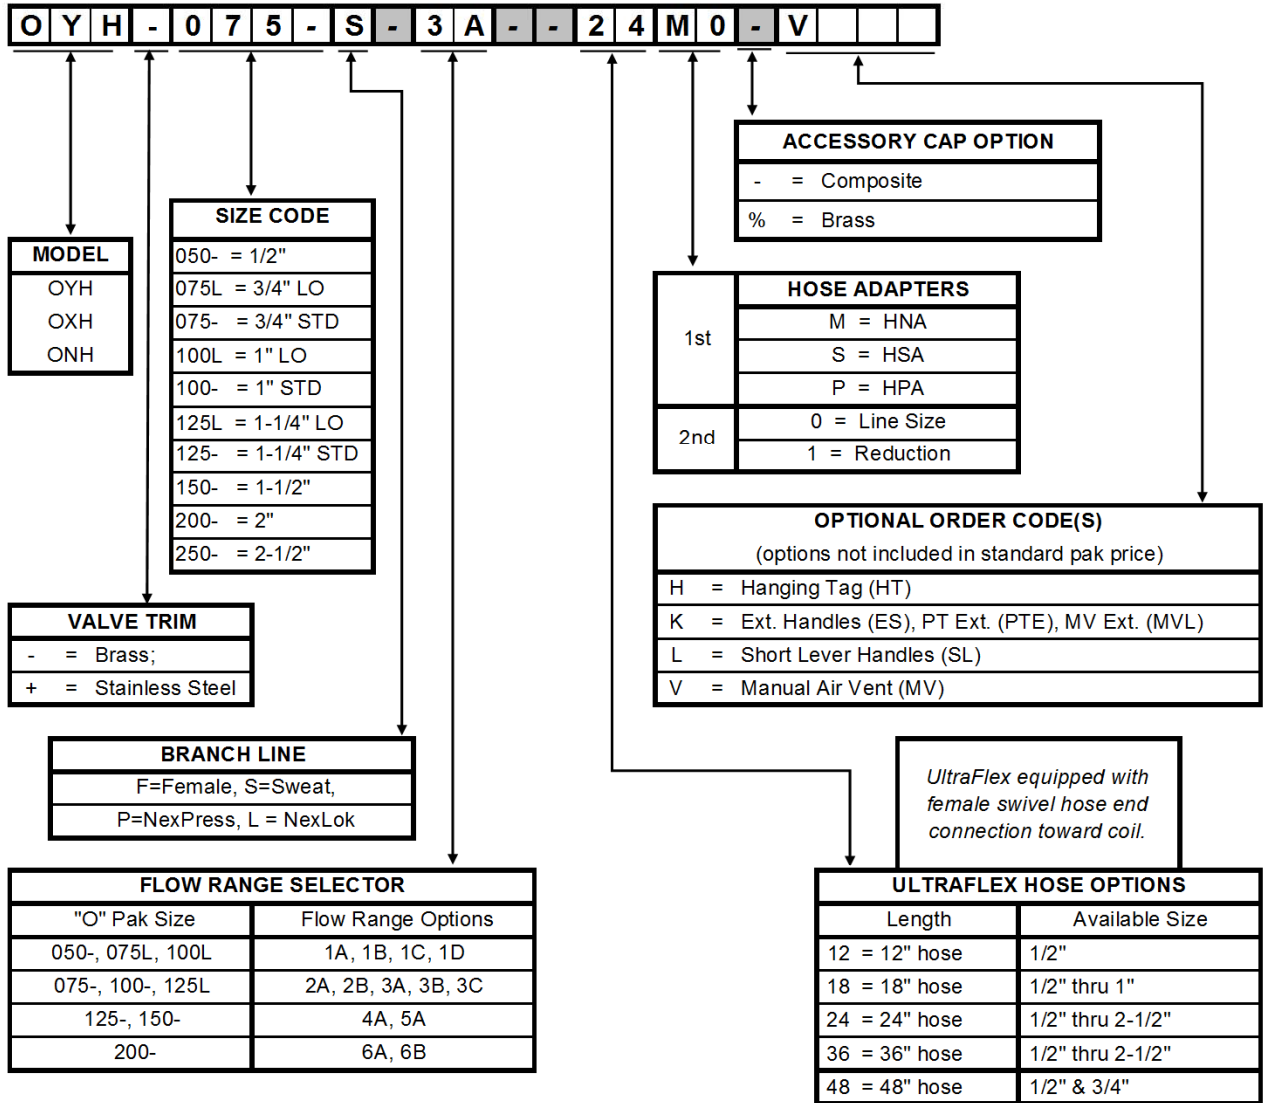 OYH-075-S-3A--24M0-V
ACCESSORY CAP OPTION
- = Composite
% = Brass
SIZE CODE
050- = 1/2"
075L = 3/4" LO
075- = 3/4" STD
100L = 1" LO
100- = 1" STD
125L = 1-1/4" LO
125- = 1-1/4" STD
150- = 1-1/2"
200- = 2"
250- = 2-1/2"
MODEL
OYH
OXH
ONH
HOSE ADAPTERS
1st
M = HNA
S = HSA
P = HPA
2nd
0 = Line Size
1 = Reduction
OPTIONAL ORDER CODE(S)
(options not included in standard pak price)
H = Hanging Tag (HT)
K = Ext. Handles (ES), PT Ext. (PTE), MV Ext. (MVL)
L = Short Lever Handles (SL)
V = Manual Air Vent (MV)
VALVE TRIM
- = Brass;
+ = Stainless Steel
BRANCH LINE
F=Female, S=Sweat,
P=NexPress, L = NexLok
UltraFlex equipped with
female swivel hose end
connection toward coil.
FLOW RANGE SELECTOR
"O" Pak Size Flow Range Options
050-, 075L, 100L 1A, 1B, 1C, 1D
075-, 100-, 125L 2A, 2B, 3A, 3B, 3C
125-, 150- 4A, 5A
200- 6A, 6B
ULTRAFLEX HOSE OPTIONS
Length Available Size
12 = 12" hose 1/2"
18 = 18" hose 1/2" thru 1"
24 = 24" hose 1/2" thru 2-1/2"
36 = 36" hose 1/2" thru 2-1/2"
48 = 48" hose 1/2" & 3/4"